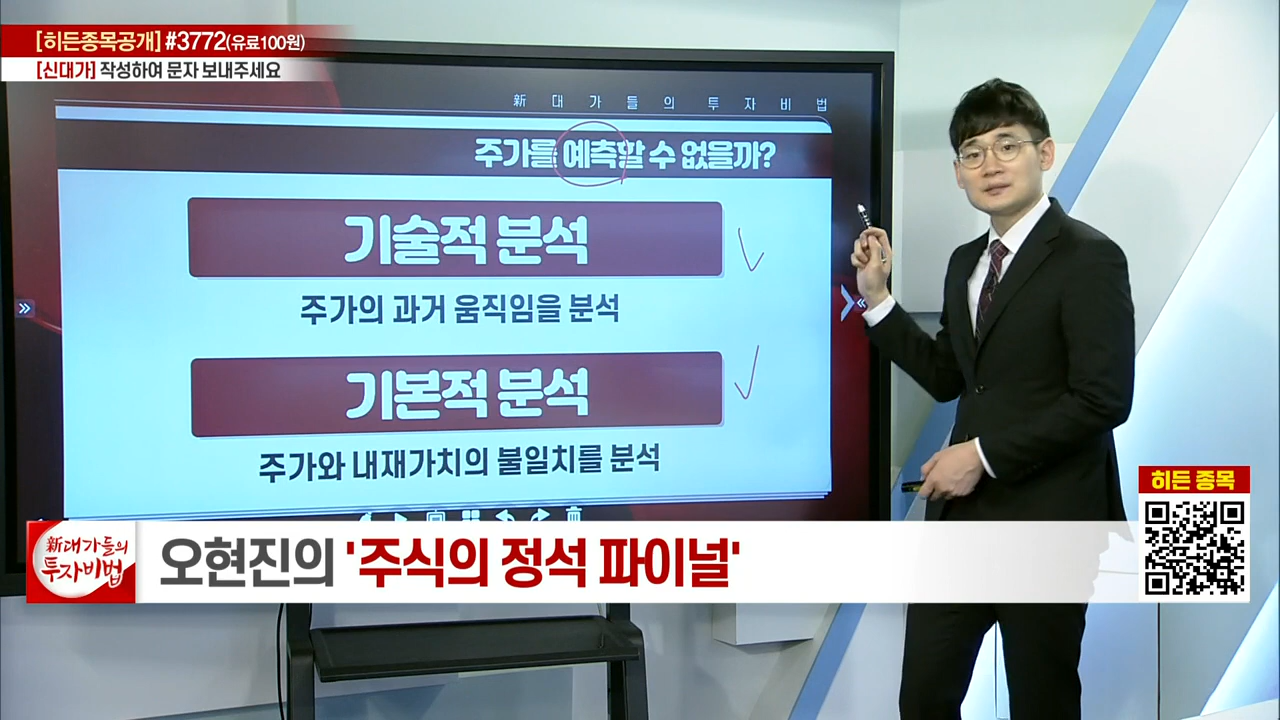 [히든종목공개] #3772(유료100원)
[신대가] 작성하여 문자 보내주세요
新 대 가 들 의 투 자 비 법
주가를 예측할 수 없을까?
기술적 분석
주가의 과거 움직임을 분석
기본적 분석
주가와 내재가치의 불일치를 분석
히든 종목
新대가들의
투자비법
오현진의 '주식의 정석 파이널'